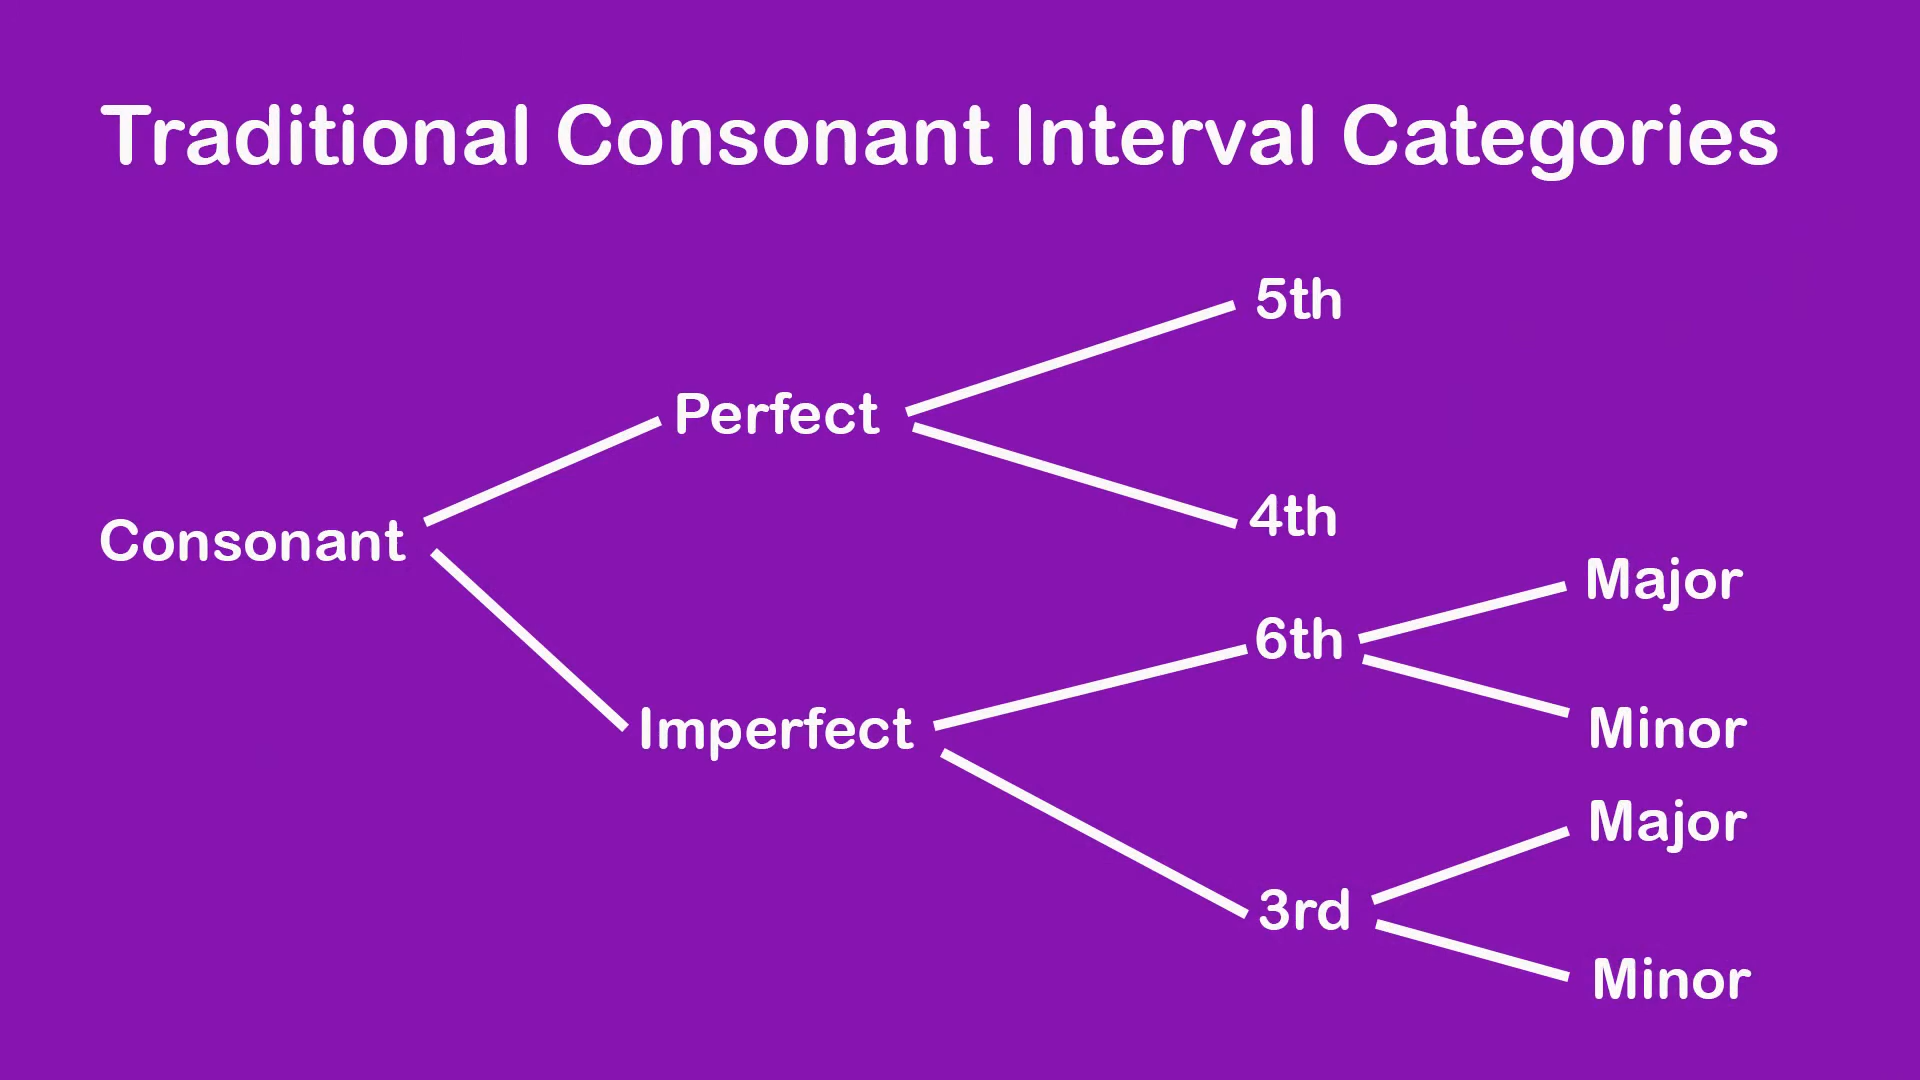 Traditional Consonant Interval Categories
5th
Perfect
4th
Consonant
Major
6th
Imperfect
Minor
Major
3rd
Minor